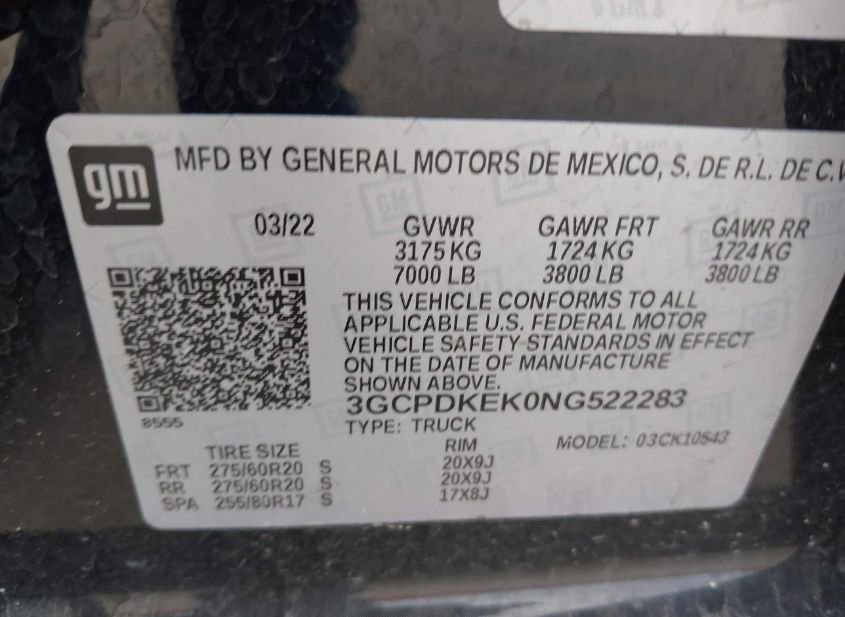 gm
MFD BY GENERAL MOTORS DE MEXICO, S. DE R.L. DE C.V
03/22 GVWR GAWR FRT GAWR RR
3175 KG 1724 KG 1724 KG
7000 LB 3800 LB 3800 LB
THIS VEHICLE CONFORMS TO ALL
APPLICABLE U.S. FEDERAL MOTOR
VEHICLE SAFETY STANDARDS IN EFFECT
ON THE DATE OF MANUFACTURE
SHOWN ABOVE.
3GCPDKEK0NG522283
8555
TYPE: TRUCK
TIRE SIZE RIM MODEL: 03CK10543
FRT 275/60R20 S 20X9J
RR 275/60R20 S 20X9J
SPA 255/80R17 S 17X8J